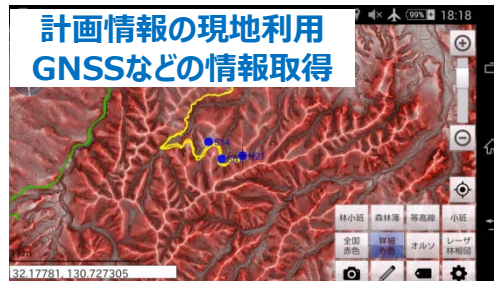 計画情報の現地利用
GNSSなどの情報取得
99% 18:18
林小班 森林簿 等高線 小班
全国赤色 詳細赤色 オルソ レーザ林相図
32.17781, 130.727305